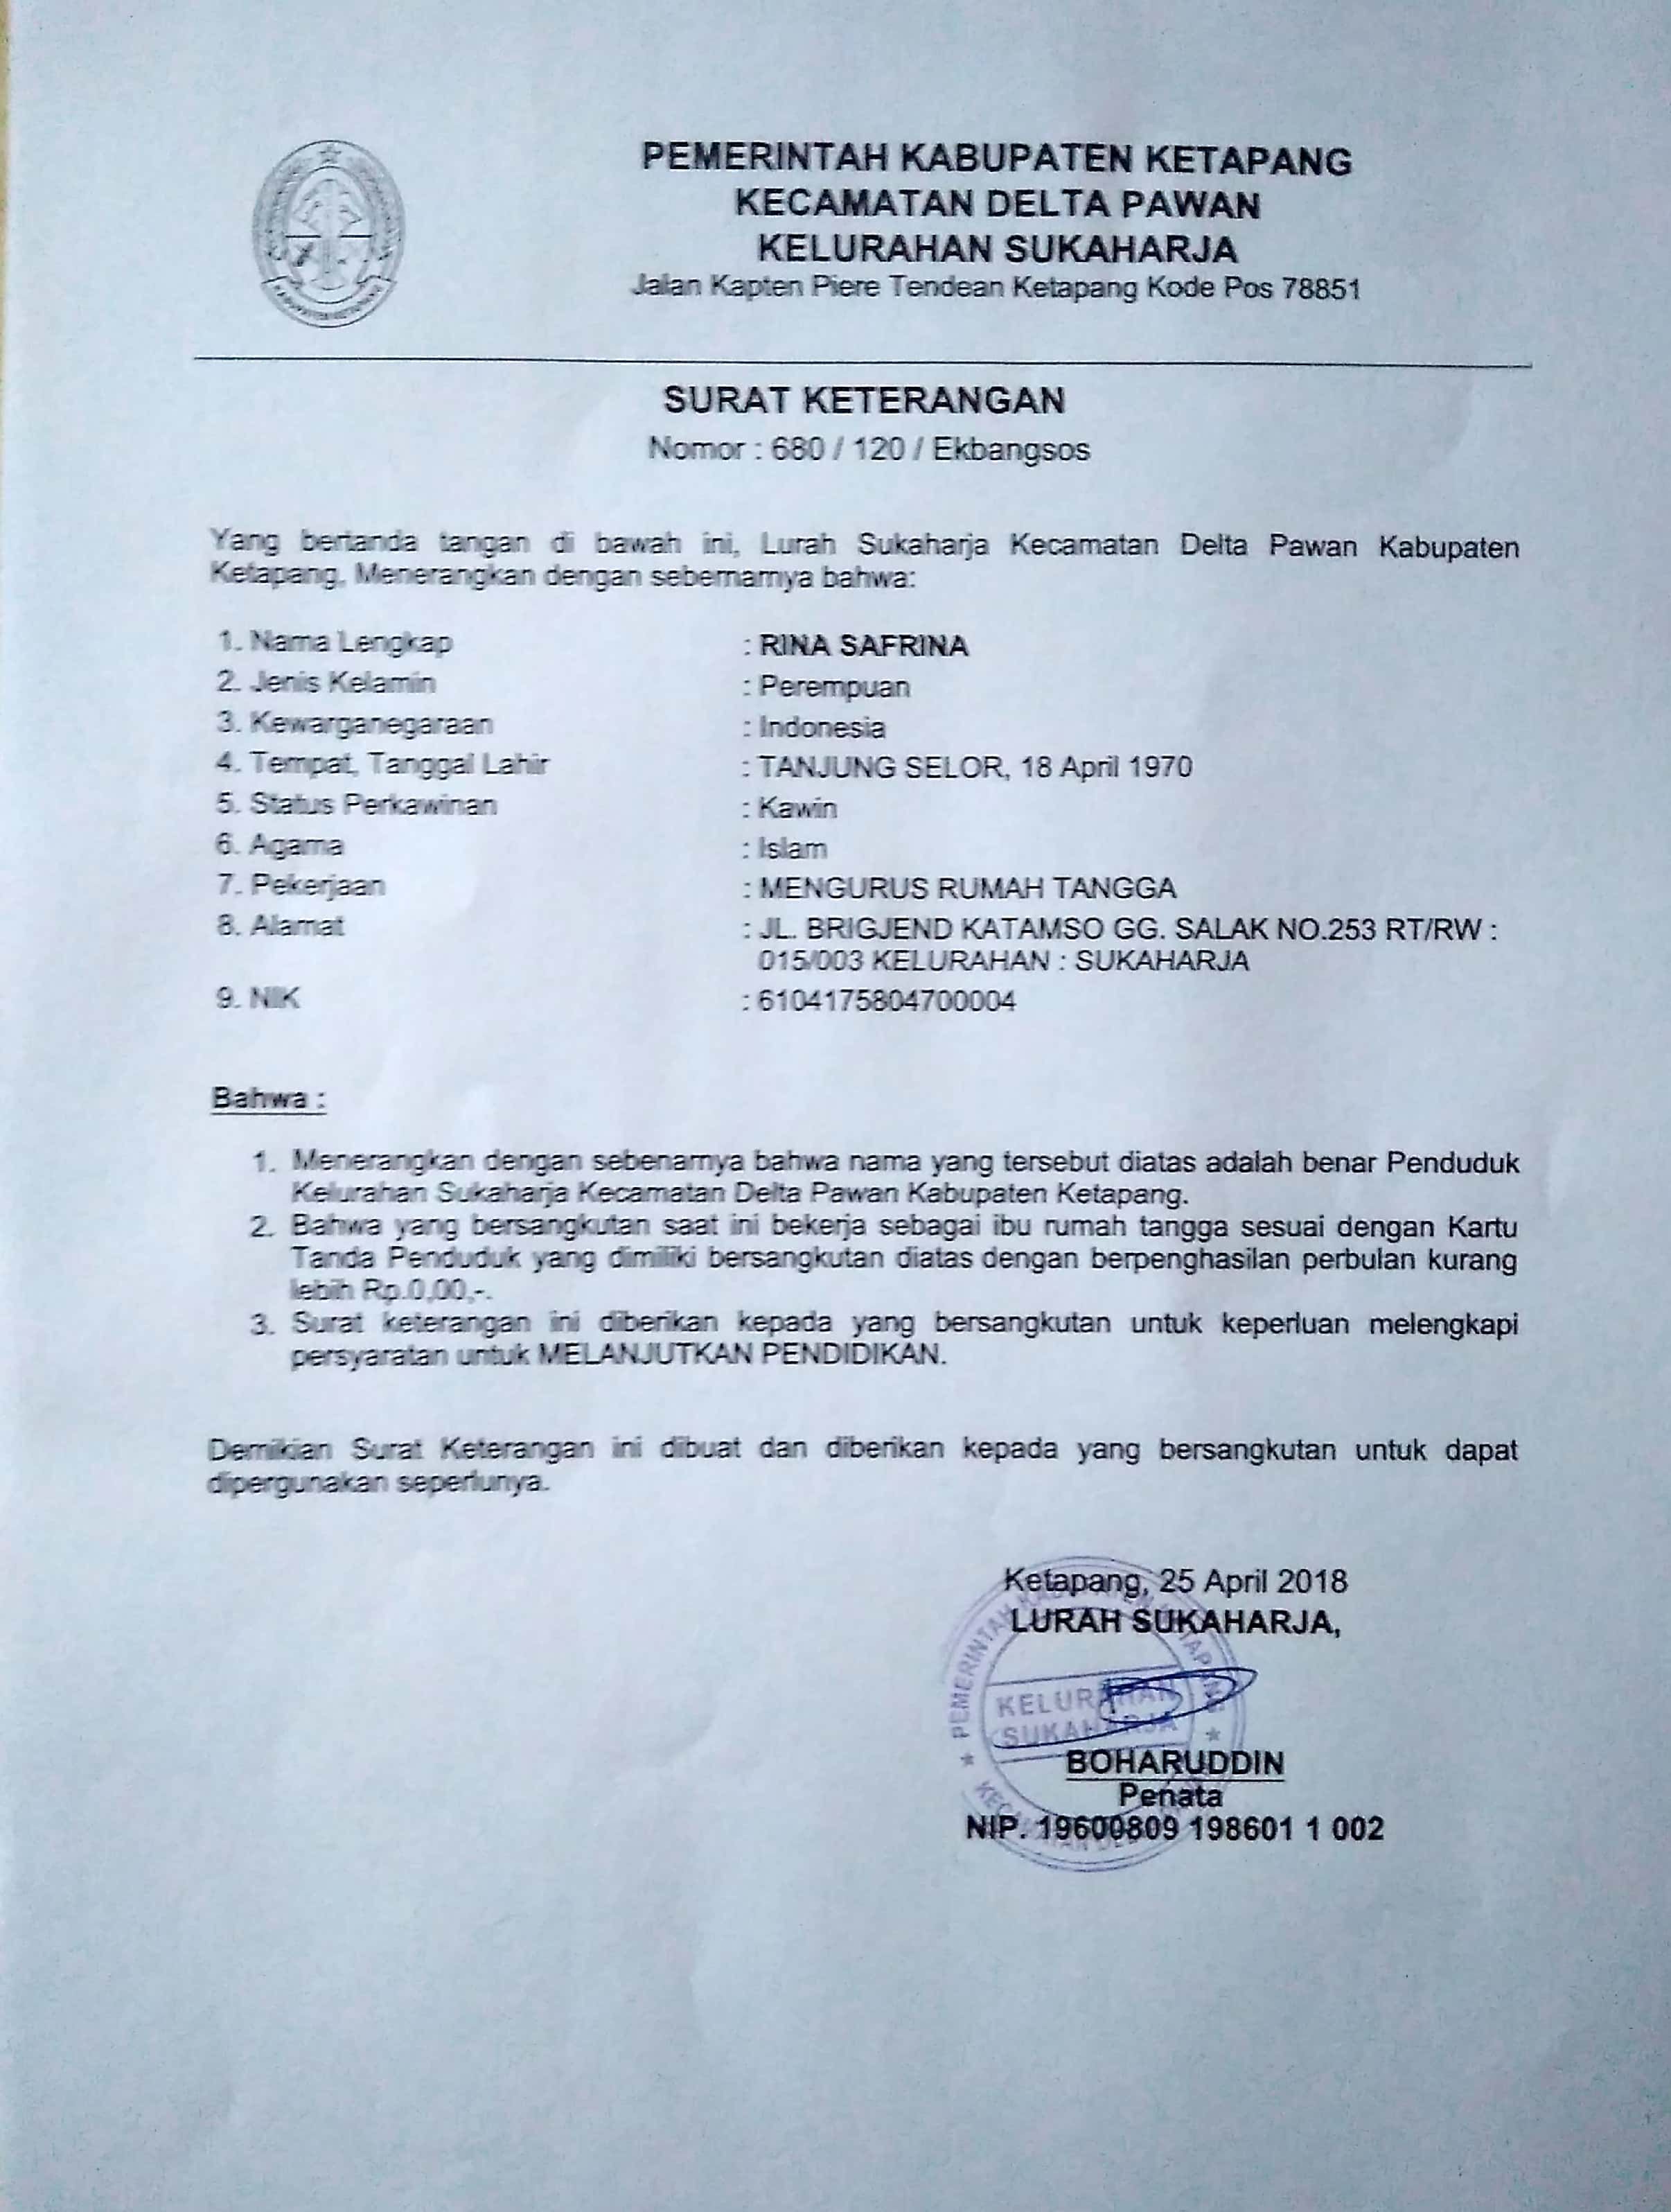 PEMERINTAH KABUPATEN KETAPANG
KECAMATAN DELTA PAWAN
KELURAHAN SUKAHARJA
Jalan Kapten Piere Tendean Ketapang Kode Pos 78851
SURAT KETERANGAN
Nomor : 680 / 120 / Ekbangsos
Yang bertanda tangan di bawah ini, Lurah Sukaharja Kecamatan Delta Pawan Kabupaten
Ketapang, Menerangkan dengan sebernarnya bahwa:
1. Nama Lengkap : RINA SAFRINA
2. Jenis Kelamin : Perempuan
3. Kewarganegaraan : Indonesia
4. Tempat, Tanggal Lahir : TANJUNG SELOR, 18 April 1970
5. Status Perkawinan : Kawin
6. Agama : Islam
7. Pekerjaan : MENGURUS RUMAH TANGGA
8. Alamat : JL. BRIGJEND KATAMSO GG. SALAK NO.253 RT/RW :
015/003 KELURAHAN : SUKAHARJA
9. NIK : 6104175804700004
Bahwa :
1. Menerangkan dengan sebenarnya bahwa nama yang tersebut diatas adalah benar Penduduk
Kelurahan Sukaharja Kecamatan Delta Pawan Kabupaten Ketapang.
2. Bahwa yang bersangkutan saat ini bekerja sebagai ibu rumah tangga sesuai dengan Kartu
Tanda Penduduk yang dimiliki bersangkutan diatas dengan berpenghasilan perbulan kurang
lebih Rp.0,00,-.
3. Surat keterangan ini diberikan kepada yang bersangkutan untuk keperluan melengkapi
persyaratan untuk MELANJUTKAN PENDIDIKAN.
Demikian Surat Keterangan ini dibuat dan diberikan kepada yang bersangkutan untuk dapat
dipergunakan seperlunya.
Ketapang, 25 April 2018
LURAH SUKAHARJA,
PEMERINTAH KABUPATEN KETAPANG
KELURAHAN
SUKAHARJA
BOHARUDDIN
Penata
NIP. 19600809 198601 1 002